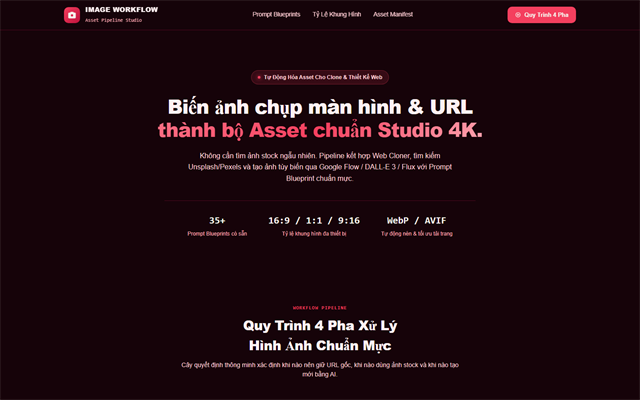 IMAGE WORKFLOW
Asset Pipeline Studio
Prompt Blueprints
Tỷ Lệ Khung Hình
Asset Manifest
Quy Trình 4 Pha
Tự Động Hóa Asset Cho Clone & Thiết Kế Web
Biến ảnh chụp màn hình & URL
thành bộ Asset chuẩn Studio 4K.
Không cần tìm ảnh stock ngẫu nhiên. Pipeline kết hợp Web Cloner, tìm kiếm
Unsplash/Pexels và tạo ảnh tùy biến qua Google Flow / DALL-E 3 / Flux với Prompt
Blueprint chuẩn mực.
35+
Prompt Blueprints có sẵn
16:9 / 1:1 / 9:16
Tỷ lệ khung hình đa thiết bị
WebP / AVIF
Tự động nén & tối ưu tải trang
WORKFLOW PIPELINE
Quy Trình 4 Pha Xử Lý
Hình Ảnh Chuẩn Mực
Cây quyết định thông minh xác định khi nào nên giữ URL gốc, khi nào dùng ảnh stock và khi nào tạo
mới bằng AI.